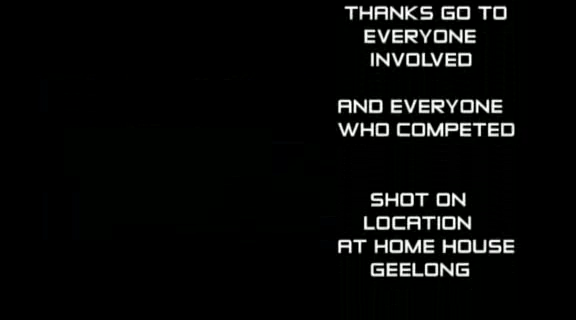 THANKS GO TO
EVERYONE
INVOLVED
AND EVERYONE
WHO COMPETED
SHOT ON
LOCATION
AT HOME HOUSE
GEELONG